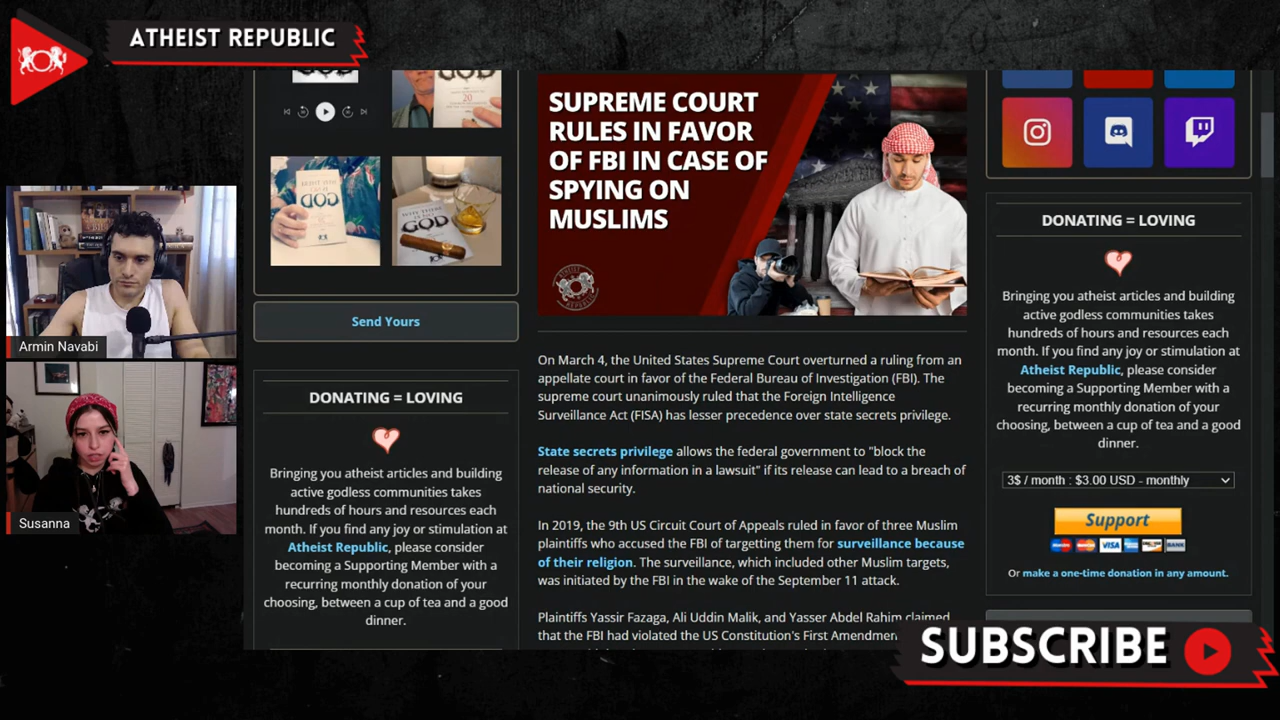 ATHEIST REPUBLIC
GOD
Send Yours
DONATING = LOVING
Bringing you atheist articles and building
active godless communities takes
hundreds of hours and resources each
month. If you find any joy or stimulation at
Atheist Republic, please consider
becoming a Supporting Member with a
recurring monthly donation of your
choosing, between a cup of tea and a good
dinner.
SUPREME COURT
RULES IN FAVOR
OF FBI IN CASE OF
SPYING ON
MUSLIMS
On March 4, the United States Supreme Court overturned a ruling from an
appellate court in favor of the Federal Bureau of Investigation (FBI). The
supreme court unanimously ruled that the Foreign Intelligence
Surveillance Act (FISA) has lesser precedence over state secrets privilege.
State secrets privilege allows the federal government to "block the
release of any information in a lawsuit" if its release can lead to a breach of
national security.
In 2019, the 9th US Circuit Court of Appeals ruled in favor of three Muslim
plaintiffs who accused the FBI of targetting them for surveillance because
of their religion. The surveillance, which included other Muslim targets,
was initiated by the FBI in the wake of the September 11 attack.
Plaintiffs Yassir Fazaga, Ali Uddin Malik, and Yasser Abdel Rahim claimed
that the FBI had violated the US Constitution's First Amendmen
DONATING = LOVING
Bringing you atheist articles and building
active godless communities takes
hundreds of hours and resources each
month. If you find any joy or stimulation at
Atheist Republic, please consider
becoming a Supporting Member with a
recurring monthly donation of your
choosing, between a cup of tea and a good
dinner.
3$ / month : $3.00 USD - monthly
Support
VISA
BANK
Or make a one-time donation in any amount.
Armin Navabi
Susanna
SUBSCRIBE